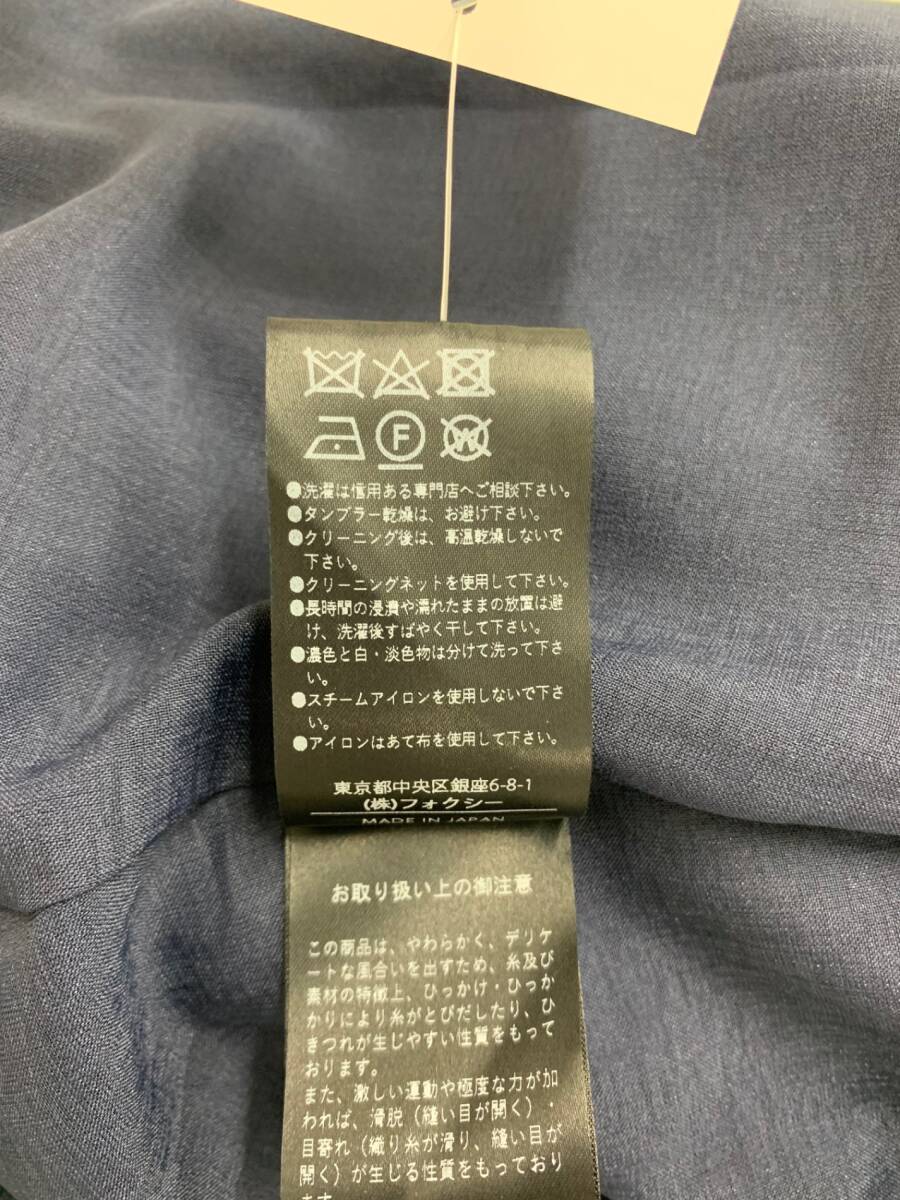 F
W
●洗濯は信用ある専門店へご相談下さい。
●タンブラー乾燥は、お避け下さい。
●クリーニング後は、高温乾燥しないで
下さい。
●クリーニングネットを使用して下さい。
●長時間の浸漬や濡れたままの放置は避
け、洗濯後すばやく干して下さい。
●濃色と白・淡色物は分けて洗って下さ
い。
●スチームアイロンを使用しないで下さ
い。
●アイロンはあて布を使用して下さい。
東京都中央区銀座6-8-1
(株)フォクシー
MADE IN JAPAN
お取り扱い上の御注意
この商品は、やわらかく、デリケ
ートな風合いを出すため、糸及び
素材の特徴上、ひっかけ・ひっか
かりにより糸がとびだしたり、ひ
きつれが生じやすい性質をもって
おります。
また、激しい運動や極度な力が加
われば、滑脱（縫い目が開く）・
目寄れ（織り糸が滑り、縫い目が
開く）が生じる性質をもっており
ます